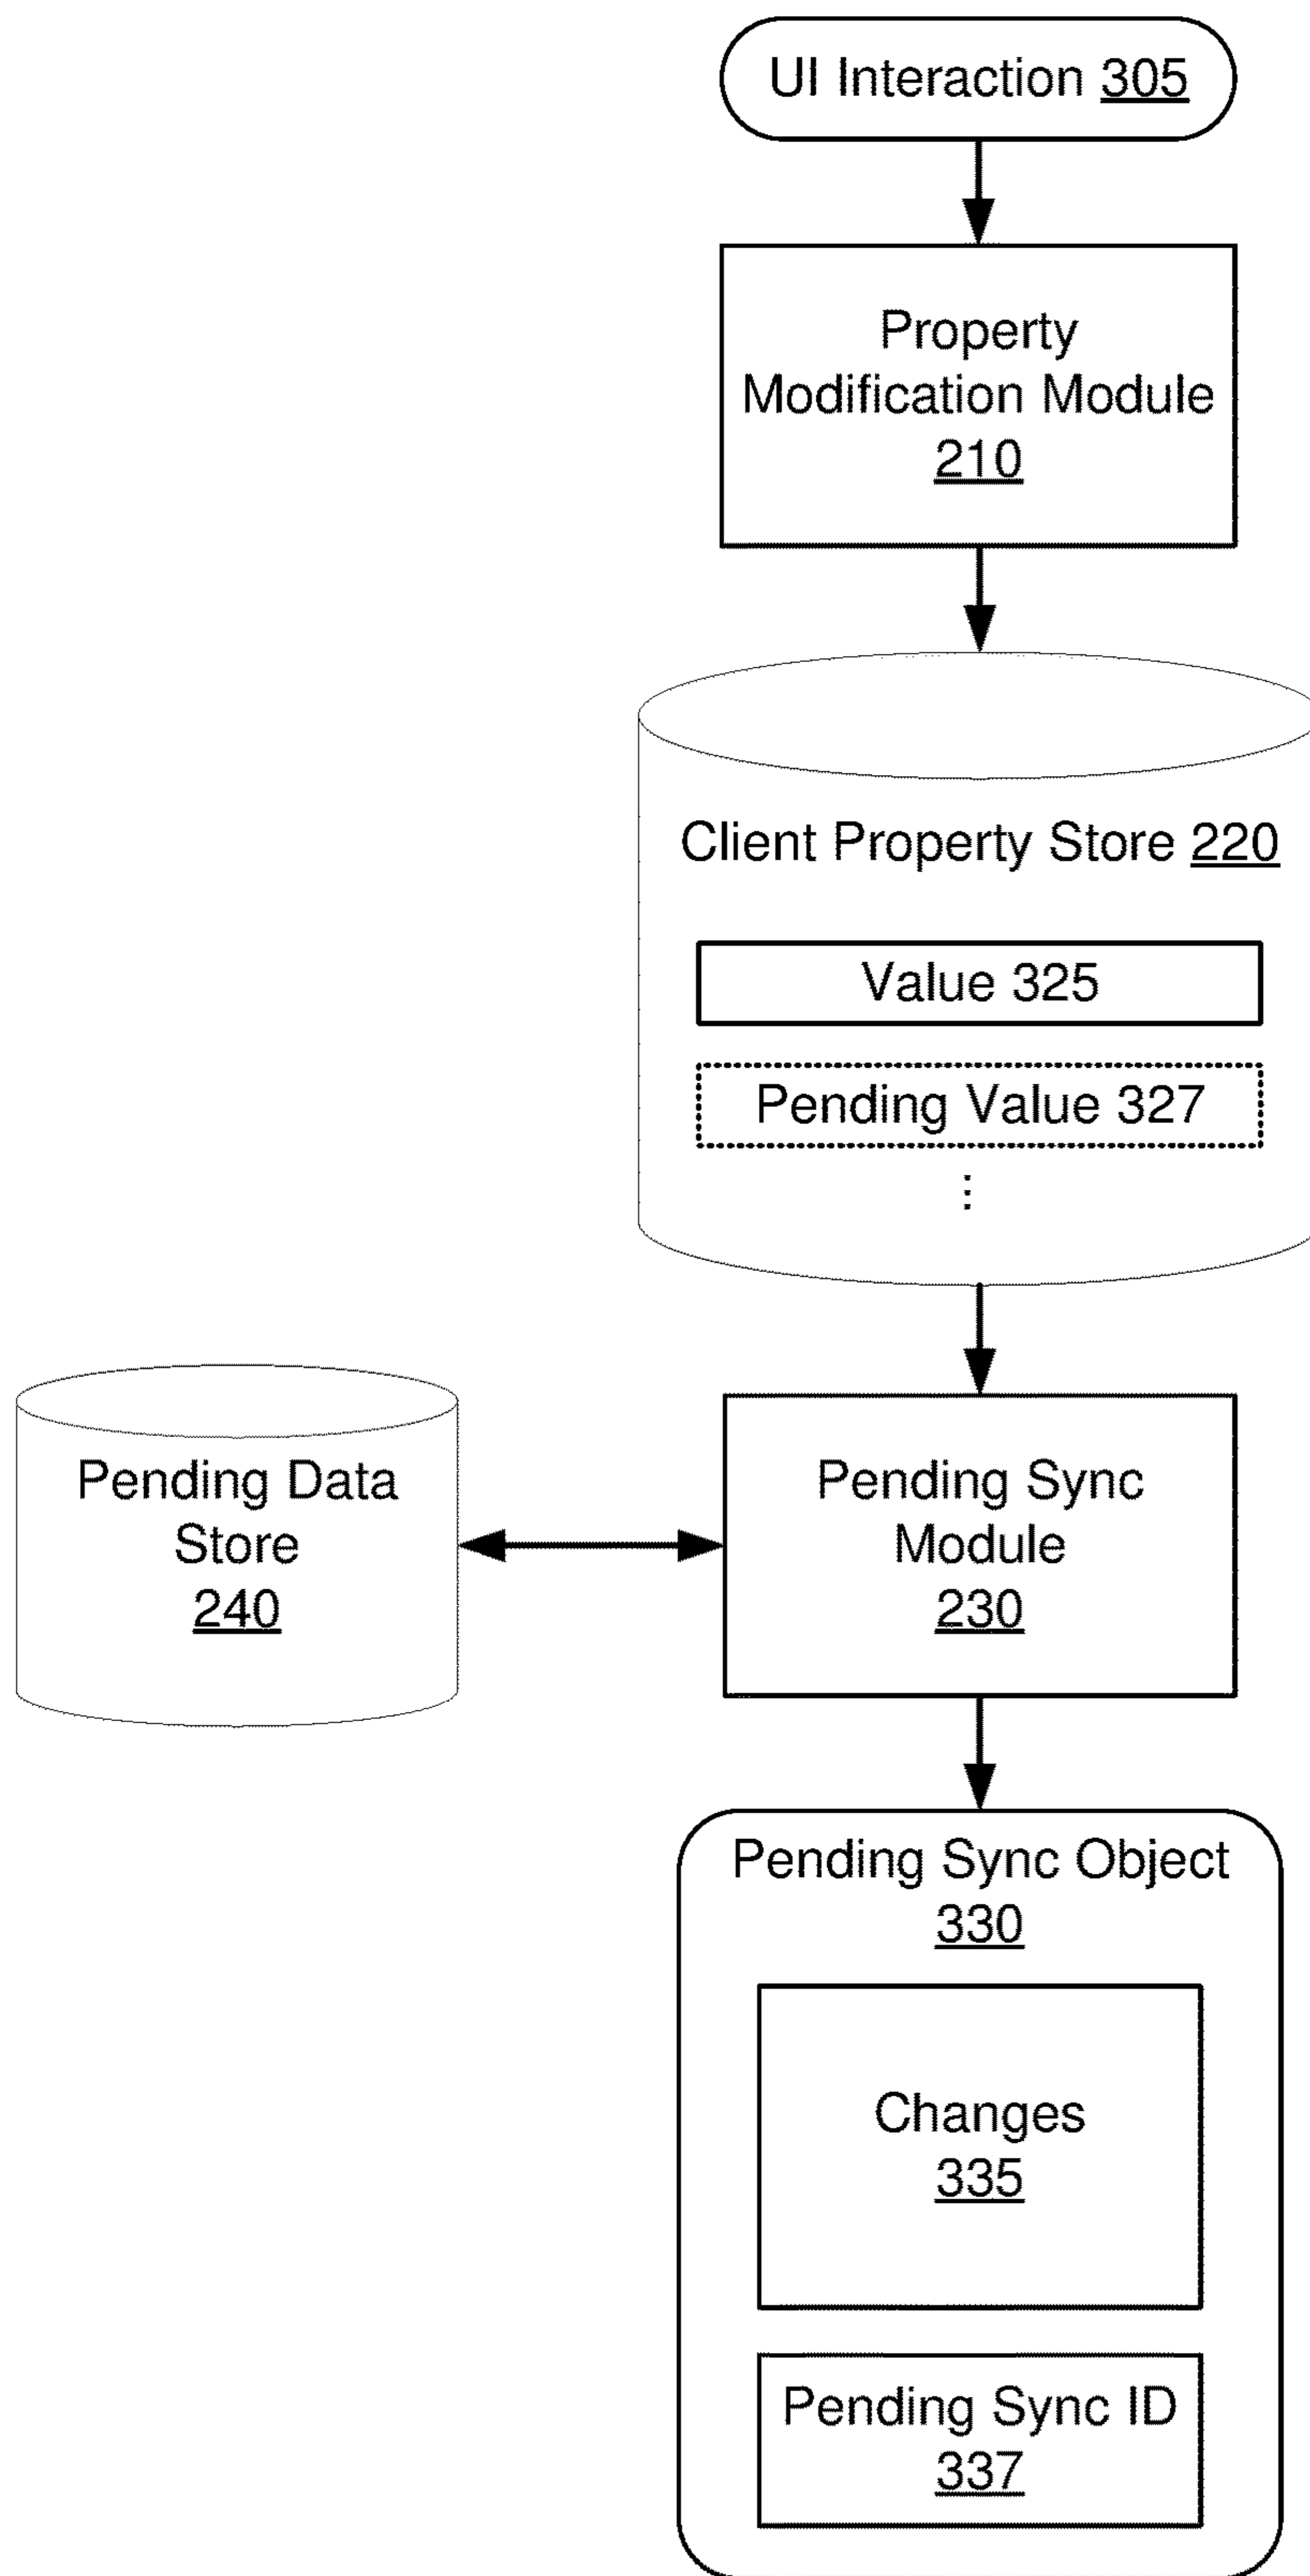 UI Interaction 305
Property
Modification Module
210
Client Property Store 220
Value 325
Pending Value 327
⋮
Pending Data
Store
240
Pending Sync
Module
230
Pending Sync Object
330
Changes
335
Pending Sync ID
337